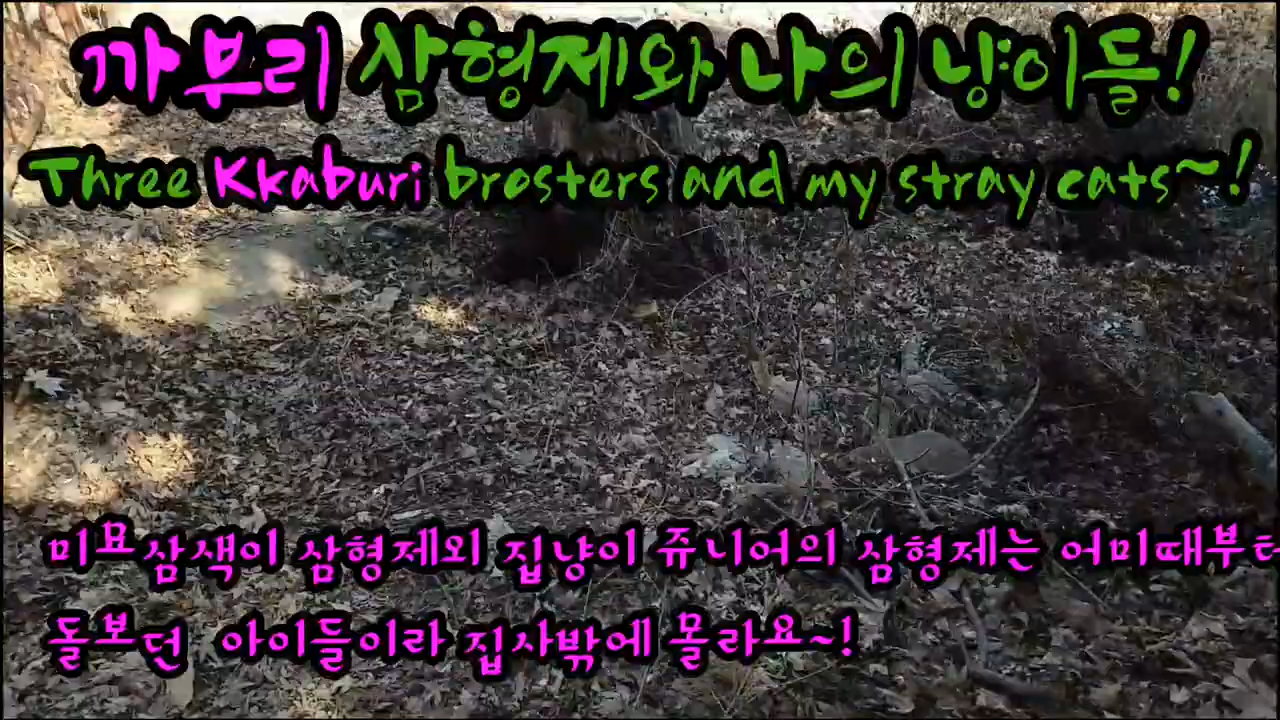 까부리 삼형제와 나의 냥이들!
Three Kkaburi brosters and my stray cats~!
미묘삼색이 삼형제외 집냥이 쥬니어의 삼형제는 어미때부터
돌보던 아이들이라 집사밖에 몰라요~!